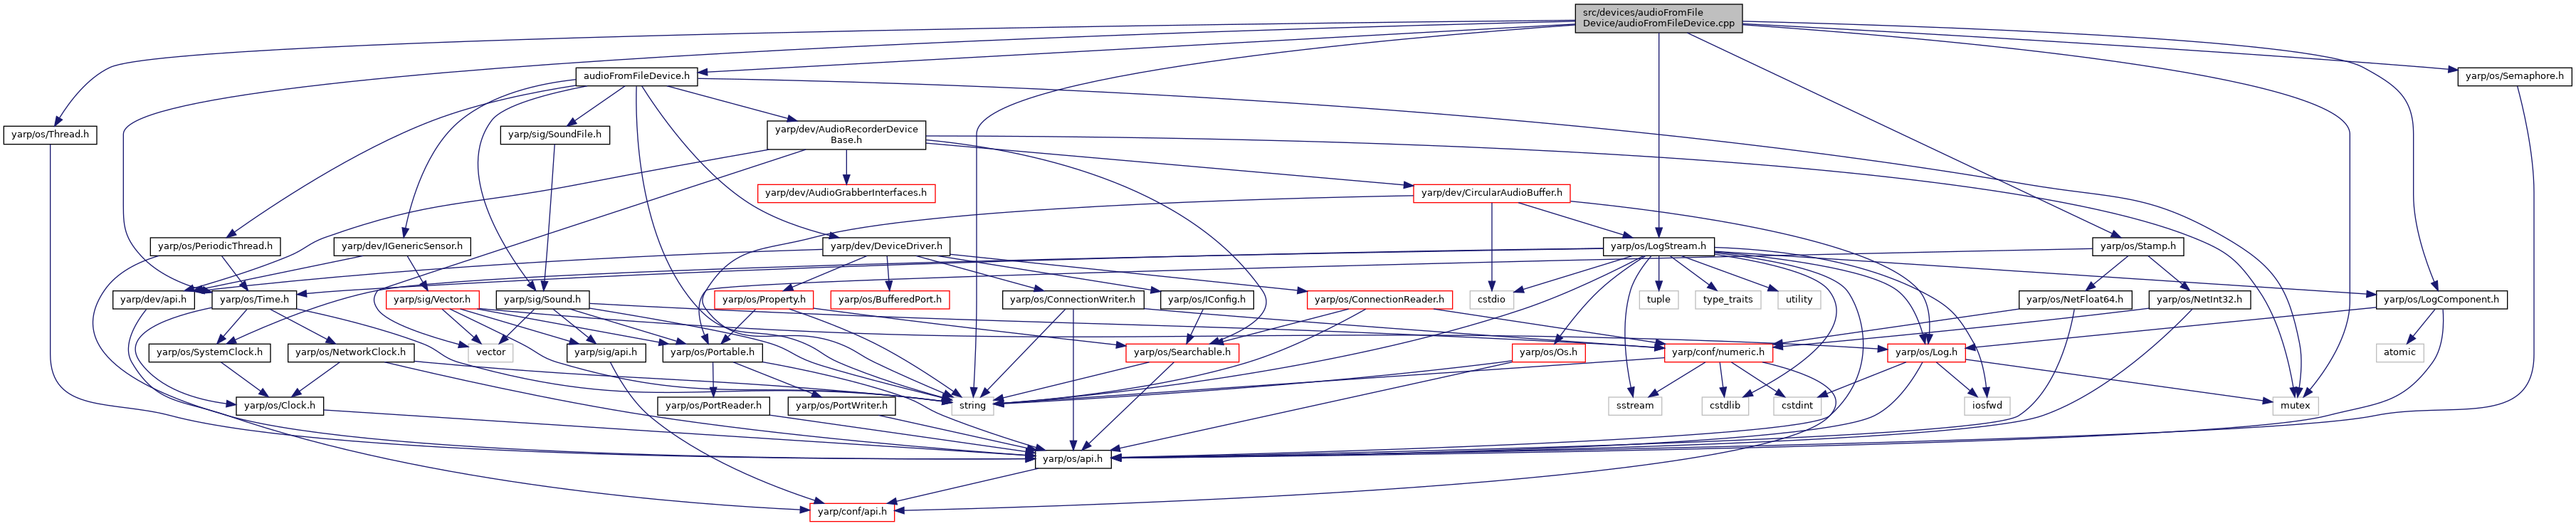 src/devices/audioFromFile
Device/audioFromFileDevice.cpp
audioFromFileDevice.h
yarp/os/Semaphore.h
yarp/os/Thread.h
yarp/sig/SoundFile.h
yarp/dev/AudioRecorderDevice
Base.h
yarp/dev/AudioGrabberInterfaces.h
yarp/dev/CircularAudioBuffer.h
yarp/os/PeriodicThread.h
yarp/dev/IGenericSensor.h
yarp/dev/DeviceDriver.h
yarp/os/LogStream.h
yarp/os/Stamp.h
yarp/dev/api.h
yarp/os/Time.h
yarp/sig/Vector.h
yarp/sig/Sound.h
yarp/os/Property.h
yarp/os/BufferedPort.h
yarp/os/ConnectionWriter.h
yarp/os/IConfig.h
yarp/os/ConnectionReader.h
cstdio
tuple
type_traits
utility
yarp/os/NetFloat64.h
yarp/os/NetInt32.h
yarp/os/LogComponent.h
yarp/os/SystemClock.h
yarp/os/NetworkClock.h
vector
yarp/sig/api.h
yarp/os/Portable.h
yarp/os/Searchable.h
yarp/os/Os.h
yarp/conf/numeric.h
yarp/os/Log.h
atomic
yarp/os/Clock.h
yarp/os/PortReader.h
yarp/os/PortWriter.h
string
sstream
cstdlib
cstdint
iosfwd
mutex
yarp/os/api.h
yarp/conf/api.h